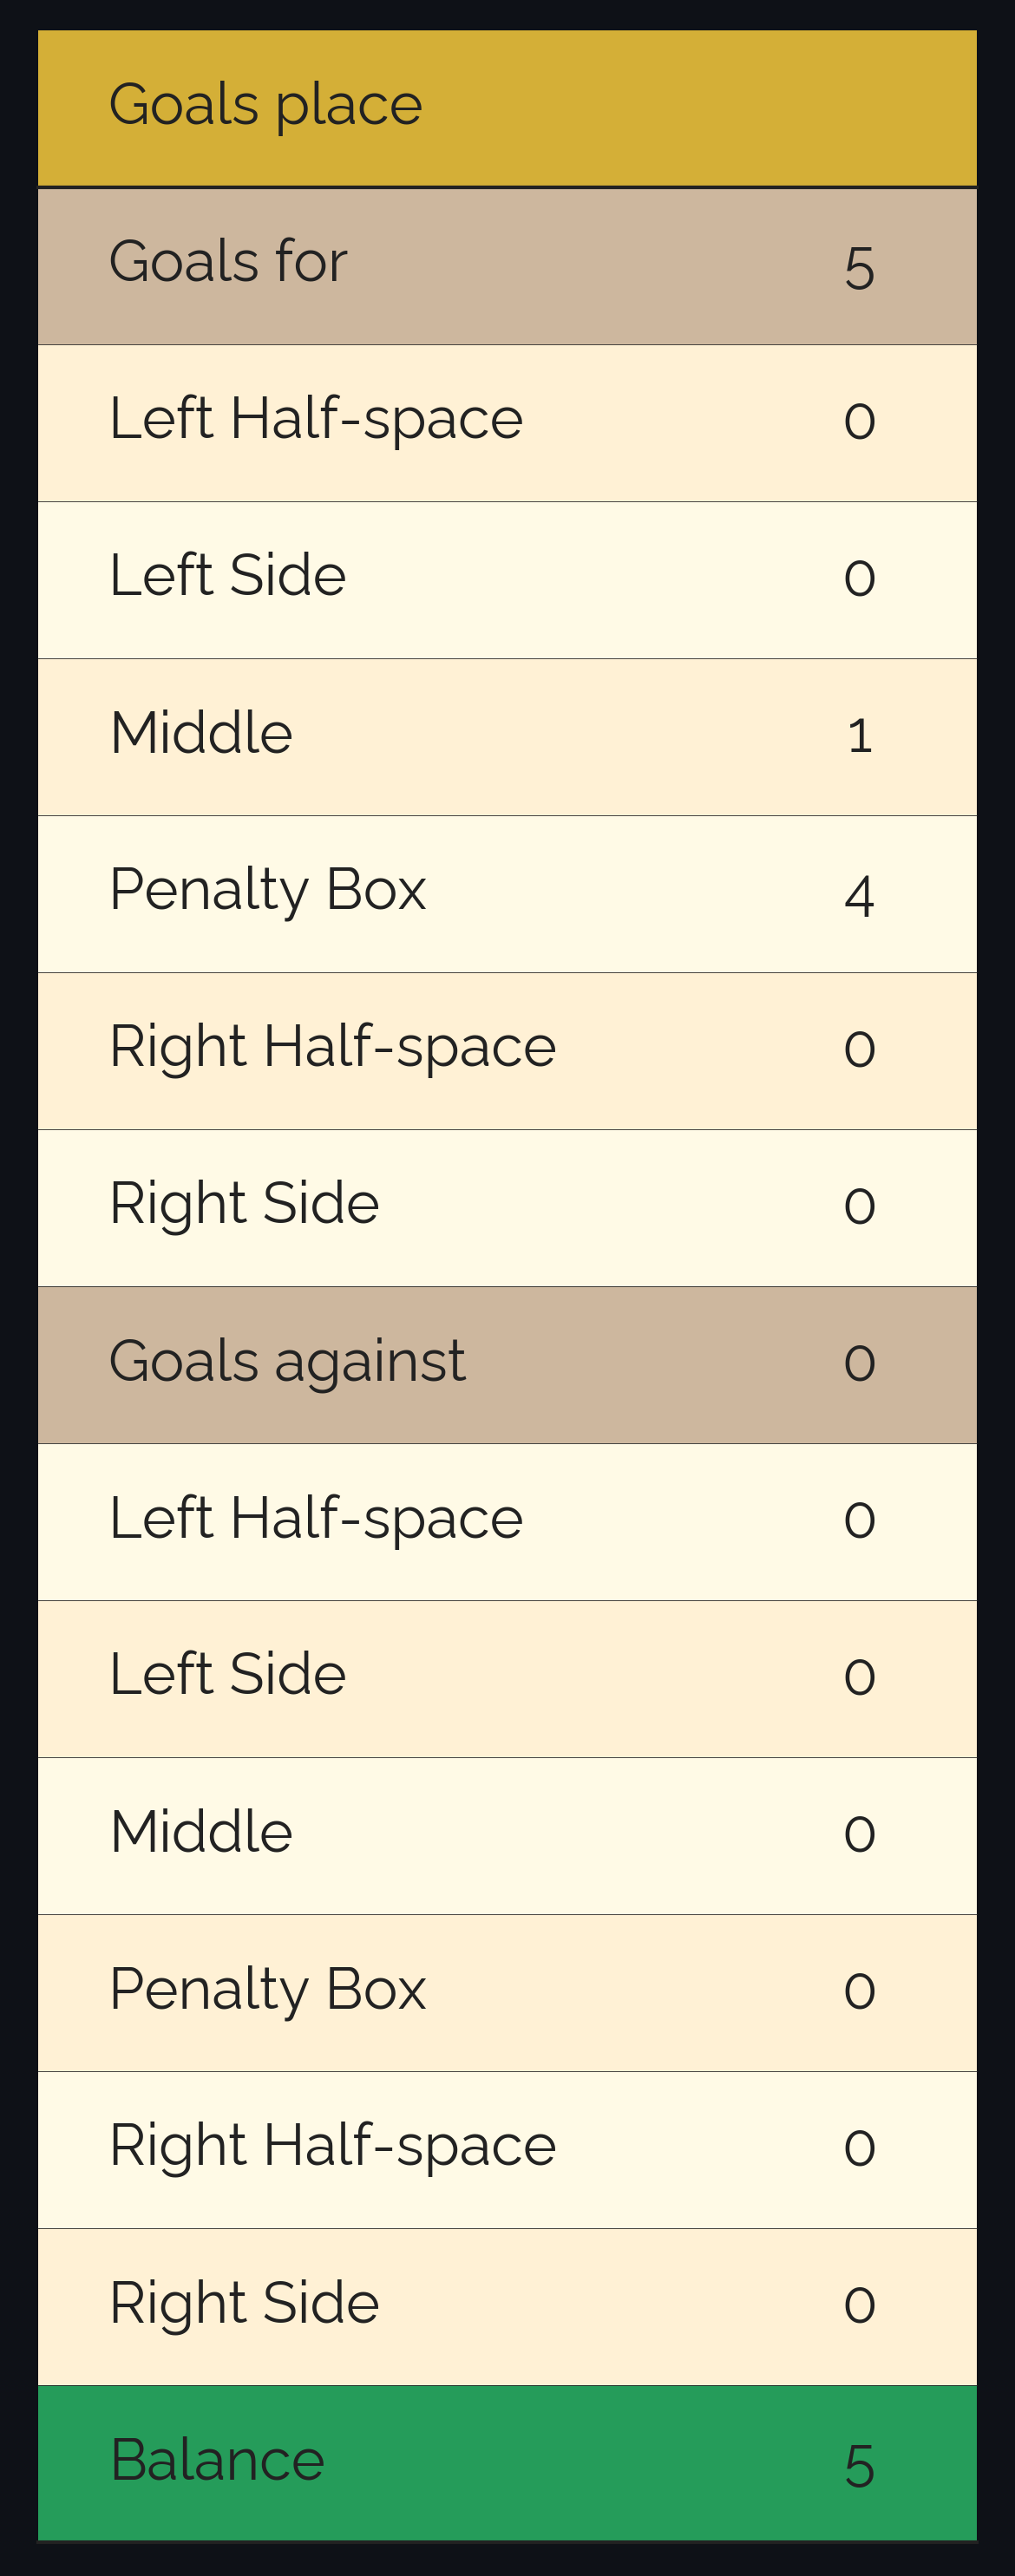 Goals place
Goals for 5
Left Half-space 0
Left Side 0
Middle 1
Penalty Box 4
Right Half-space 0
Right Side 0
Goals against 0
Left Half-space 0
Left Side 0
Middle 0
Penalty Box 0
Right Half-space 0
Right Side 0
Balance 5